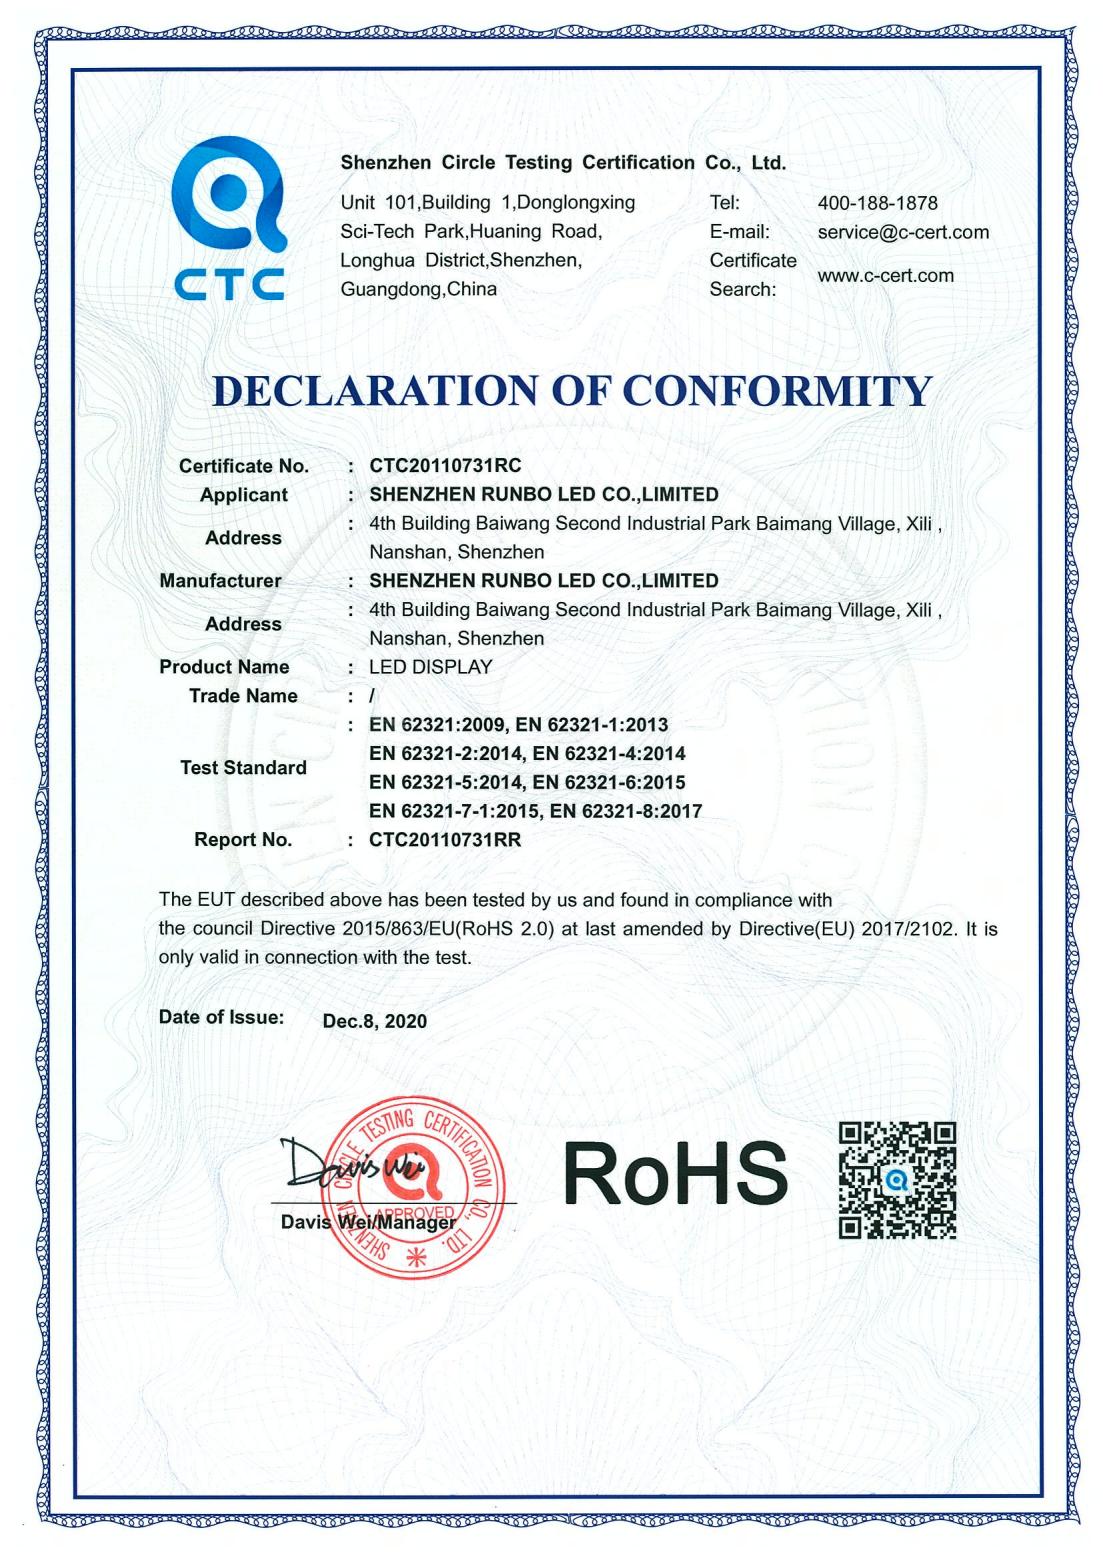 CTC
Shenzhen Circle Testing Certification Co., Ltd.
Unit 101,Building 1,Donglongxing
Sci-Tech Park,Huaning Road,
Longhua District,Shenzhen,
Guangdong,China
Tel: 400-188-1878
E-mail: service@c-cert.com
Certificate
Search: www.c-cert.com
DECLARATION OF CONFORMITY
Certificate No. : CTC20110731RC
Applicant : SHENZHEN RUNBO LED CO.,LIMITED
Address : 4th Building Baiwang Second Industrial Park Baimang Village, Xili ,
Nanshan, Shenzhen
Manufacturer : SHENZHEN RUNBO LED CO.,LIMITED
Address : 4th Building Baiwang Second Industrial Park Baimang Village, Xili ,
Nanshan, Shenzhen
Product Name : LED DISPLAY
Trade Name : /
Test Standard : EN 62321:2009, EN 62321-1:2013
EN 62321-2:2014, EN 62321-4:2014
EN 62321-5:2014, EN 62321-6:2015
EN 62321-7-1:2015, EN 62321-8:2017
Report No. : CTC20110731RR
The EUT described above has been tested by us and found in compliance with
the council Directive 2015/863/EU(RoHS 2.0) at last amended by Directive(EU) 2017/2102. It is
only valid in connection with the test.
Date of Issue: Dec.8, 2020
SHENZHEN CIRCLE TESTING CERTIFICATION CO., LTD.
APPROVED
Davis Wei
Davis Wei/Manager
RoHS